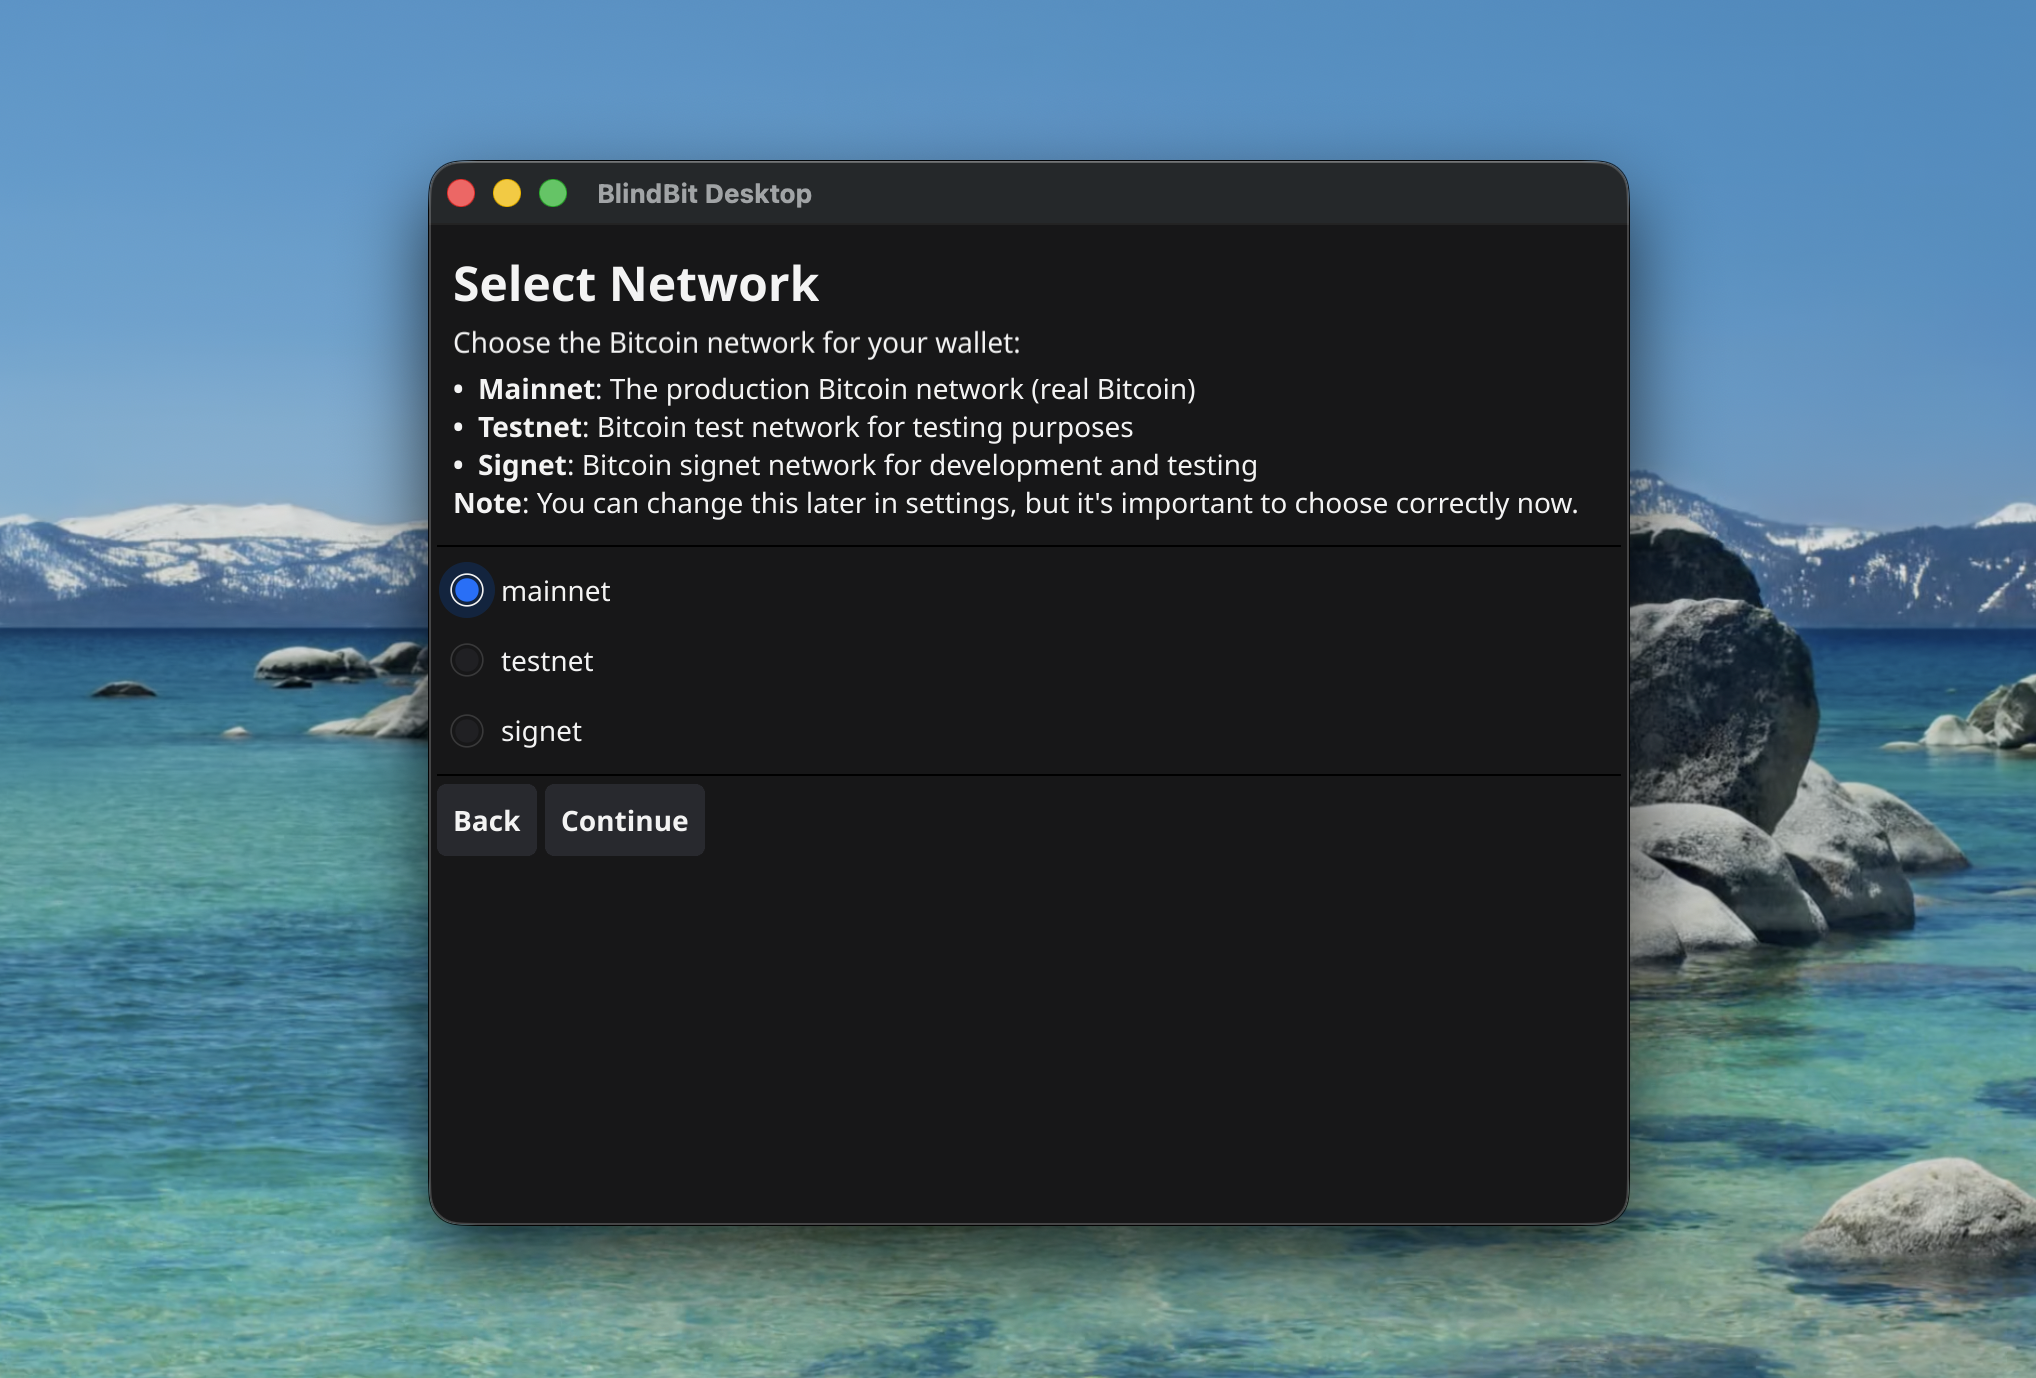 BlindBit Desktop
Select Network
Choose the Bitcoin network for your wallet:
• Mainnet: The production Bitcoin network (real Bitcoin)
• Testnet: Bitcoin test network for testing purposes
• Signet: Bitcoin signet network for development and testing
Note: You can change this later in settings, but it's important to choose correctly now.
mainnet
testnet
signet
Back Continue